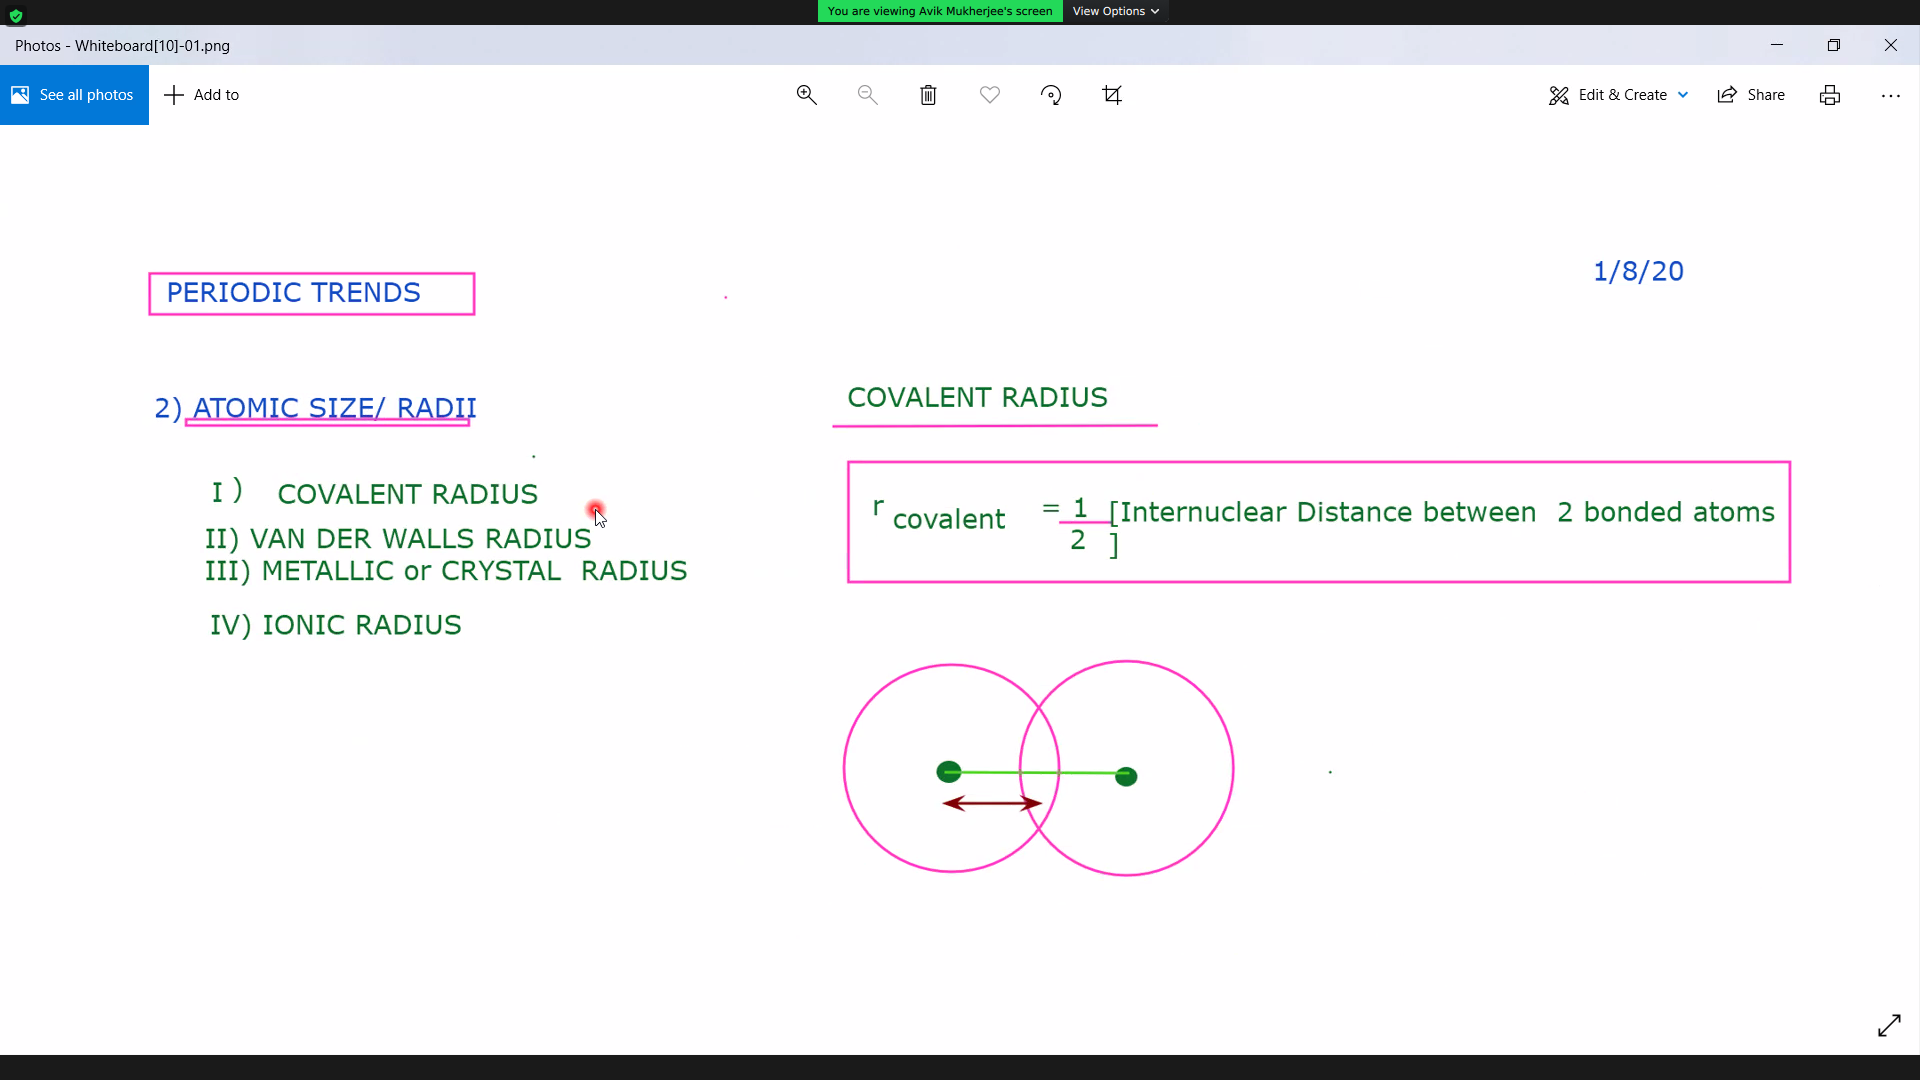 You are viewing Avik Mukherjee's screen
View Options
Photos - Whiteboard[10]-01.png
See all photos
Add to
Edit & Create
Share
1/8/20
PERIODIC TRENDS
2) ATOMIC SIZE/ RADII
I ) COVALENT RADIUS
II) VAN DER WALLS RADIUS
III) METALLIC or CRYSTAL RADIUS
IV) IONIC RADIUS
COVALENT RADIUS
r covalent = 1 [Internuclear Distance between 2 bonded atoms
2 ]